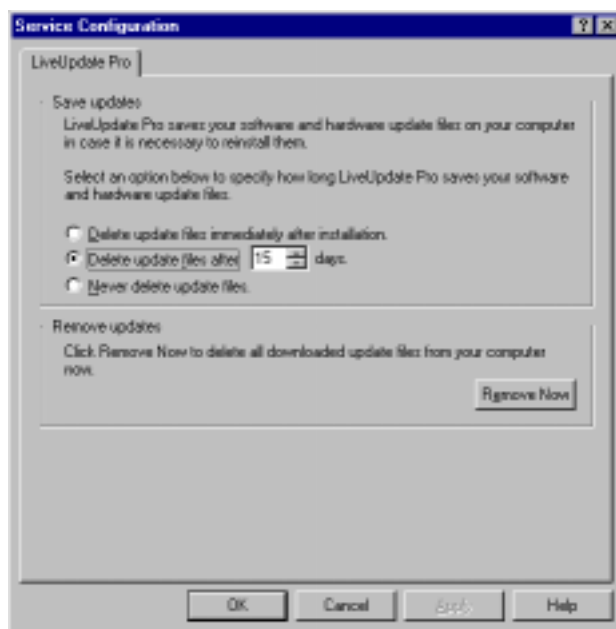 Service Configuration
LiveUpdate Pro
Save updates
LiveUpdate Pro saves your software and hardware update files on your computer
in case it is necessary to reinstall them.
Select an option below to specify how long LiveUpdate Pro saves your software
and hardware update files.
Delete update files immediately after installation.
Delete update files after 15 days.
Never delete update files.
Remove updates
Click Remove Now to delete all downloaded update files from your computer
now.
Remove Now
OK Cancel Apply Help